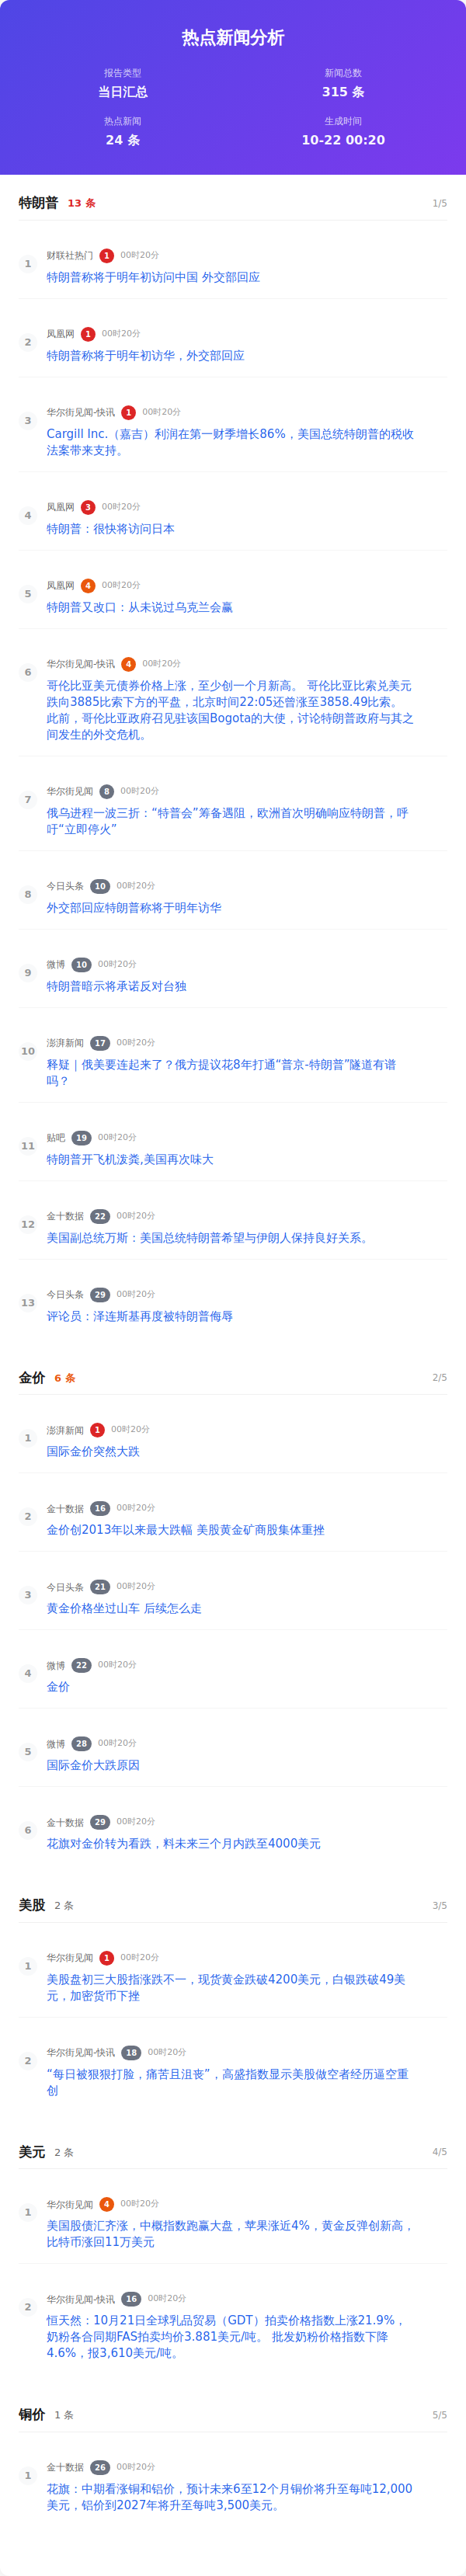 热点新闻分析
报告类型
当日汇总
新闻总数
315 条
热点新闻
24 条
生成时间
10-22 00:20
特朗普 13 条 1/5
1 财联社热门 1 00时20分
特朗普称将于明年初访问中国 外交部回应
2 凤凰网 1 00时20分
特朗普称将于明年初访华，外交部回应
3 华尔街见闻-快讯 1 00时20分
Cargill Inc.（嘉吉）利润在第一财季增长86%，美国总统特朗普的税收
法案带来支持。
4 凤凰网 3 00时20分
特朗普：很快将访问日本
5 凤凰网 4 00时20分
特朗普又改口：从未说过乌克兰会赢
6 华尔街见闻-快讯 4 00时20分
哥伦比亚美元债券价格上涨，至少创一个月新高。 哥伦比亚比索兑美元
跌向3885比索下方的平盘，北京时间22:05还曾涨至3858.49比索。
此前，哥伦比亚政府召见驻该国Bogota的大使，讨论特朗普政府与其之
间发生的外交危机。
7 华尔街见闻 8 00时20分
俄乌进程一波三折：“特普会”筹备遇阻，欧洲首次明确响应特朗普，呼
吁“立即停火”
8 今日头条 10 00时20分
外交部回应特朗普称将于明年访华
9 微博 10 00时20分
特朗普暗示将承诺反对台独
10 澎湃新闻 17 00时20分
释疑｜俄美要连起来了？俄方提议花8年打通“普京-特朗普”隧道有谱
吗？
11 贴吧 19 00时20分
特朗普开飞机泼粪,美国再次味大
12 金十数据 22 00时20分
美国副总统万斯：美国总统特朗普希望与伊朗人保持良好关系。
13 今日头条 29 00时20分
评论员：泽连斯基再度被特朗普侮辱
金价 6 条 2/5
1 澎湃新闻 1 00时20分
国际金价突然大跌
2 金十数据 16 00时20分
金价创2013年以来最大跌幅 美股黄金矿商股集体重挫
3 今日头条 21 00时20分
黄金价格坐过山车 后续怎么走
4 微博 22 00时20分
金价
5 微博 28 00时20分
国际金价大跌原因
6 金十数据 29 00时20分
花旗对金价转为看跌，料未来三个月内跌至4000美元
美股 2 条 3/5
1 华尔街见闻 1 00时20分
美股盘初三大股指涨跌不一，现货黄金跌破4200美元，白银跌破49美
元，加密货币下挫
2 华尔街见闻-快讯 18 00时20分
“每日被狠狠打脸，痛苦且沮丧”，高盛指数显示美股做空者经历逼空重
创
美元 2 条 4/5
1 华尔街见闻 4 00时20分
美国股债汇齐涨，中概指数跑赢大盘，苹果涨近4%，黄金反弹创新高，
比特币涨回11万美元
2 华尔街见闻-快讯 16 00时20分
恒天然：10月21日全球乳品贸易（GDT）拍卖价格指数上涨21.9%，
奶粉各合同期FAS拍卖均价3.881美元/吨。 批发奶粉价格指数下降
4.6%，报3,610美元/吨。
铜价 1 条 5/5
1 金十数据 26 00时20分
花旗：中期看涨铜和铝价，预计未来6至12个月铜价将升至每吨12,000
美元，铝价到2027年将升至每吨3,500美元。